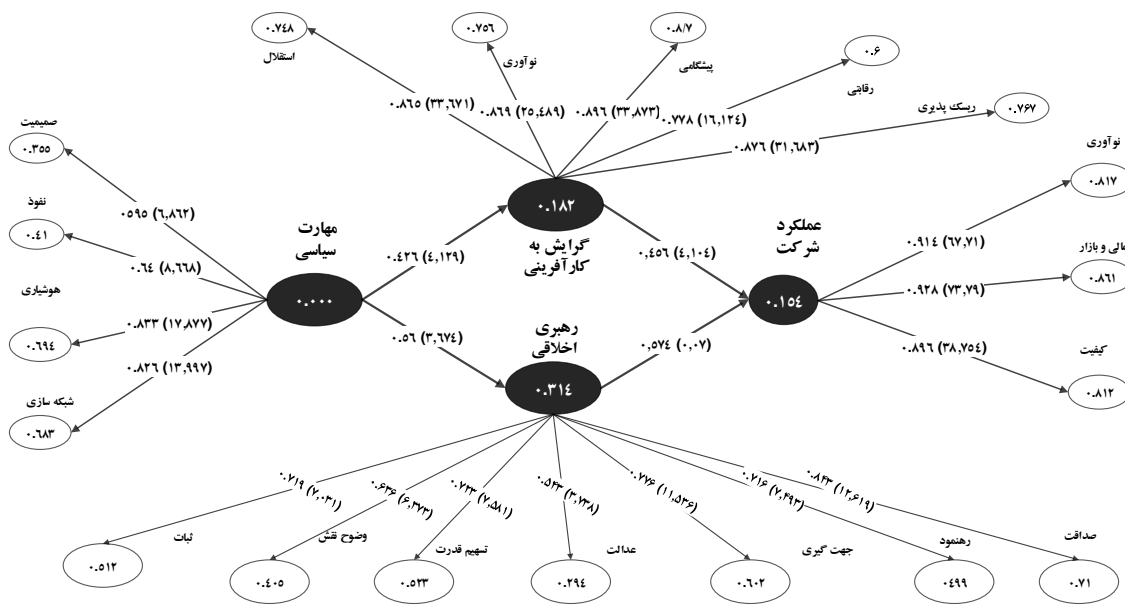 ۰.۷۴۸
استقلال
۰.۷۵۶
نوآوری
۰.۸/۷
پیشگامی
۰.۶
رقابتی
۰.۷۶۷
ریسک پذیری
۰.۸۶۵ (۳۳,۶۷۱)
۰.۸۶۹ (۲۵,۴۸۹)
۰.۸۹۶ (۳۳,۸۷۳)
۰.۷۷۸ (۱۶,۱۲۴)
۰.۸۷۶ (۳۱,۶۸۳)
صمیمیت
۰.۳۵۵
نفوذ
۰.۴۱
هوشیاری
۰.۶۹٤
شبکه سازی
۰.۶۸۳
۰۵۹۵ (۶,۸۶۲)
۰.۶۴ (۸,۶۶۸)
۰.۸۳۳ (۱۷,۸۷۷)
۰.۸۲۶ (۱۳,۹۹۷)
مهارت
سیاسی
۰.۰۰۰
۰.۴۲۶ (۴,۱۲۹)
۰.۵۶ (۳,۶۷۴)
۰.۱۸۲
گرایش به
کارآفرینی
رهبری
اخلاقی
۰.۳۱٤
۰,۴۵۶ (۴,۱۰۴)
۰,۵۷۴ (۰,۰۷)
عملکرد
شرکت
۰.۱۵٤
۰.۹۱۴ (۶۷,۷۱)
۰.۹۲۸ (۷۳,۷۹)
۰.۸۹۶ (۳۸,۷۵۴)
نوآوری
۰.۸۱۷
مالی و بازار
۰.۸۶۱
کیفیت
۰.۸۱۲
۰.۷۱۹ (۷,۰۳۱)
۰.۶۳۶ (۶,۳۷۳)
۰.۷۲۳ (۷,۵۸۱)
۰.۵۴۳ (۳,۷۳۸)
۰.۷۷۶ (۱۱,۵۳۶)
۰.۷۱۶ (۷,۴۹۳)
۰.۸۴۳ (۱۲,۶۱۹)
ثبات
۰.۵۱۲
وضوح نقش
۰.٤۰۵
تسهیم قدرت
۰.۵۲۳
عدالت
۰.۲۹٤
جهت گیری
۰.۶۰۲
رهنمود
۰٤۹۹
صداقت
۰.۷۱